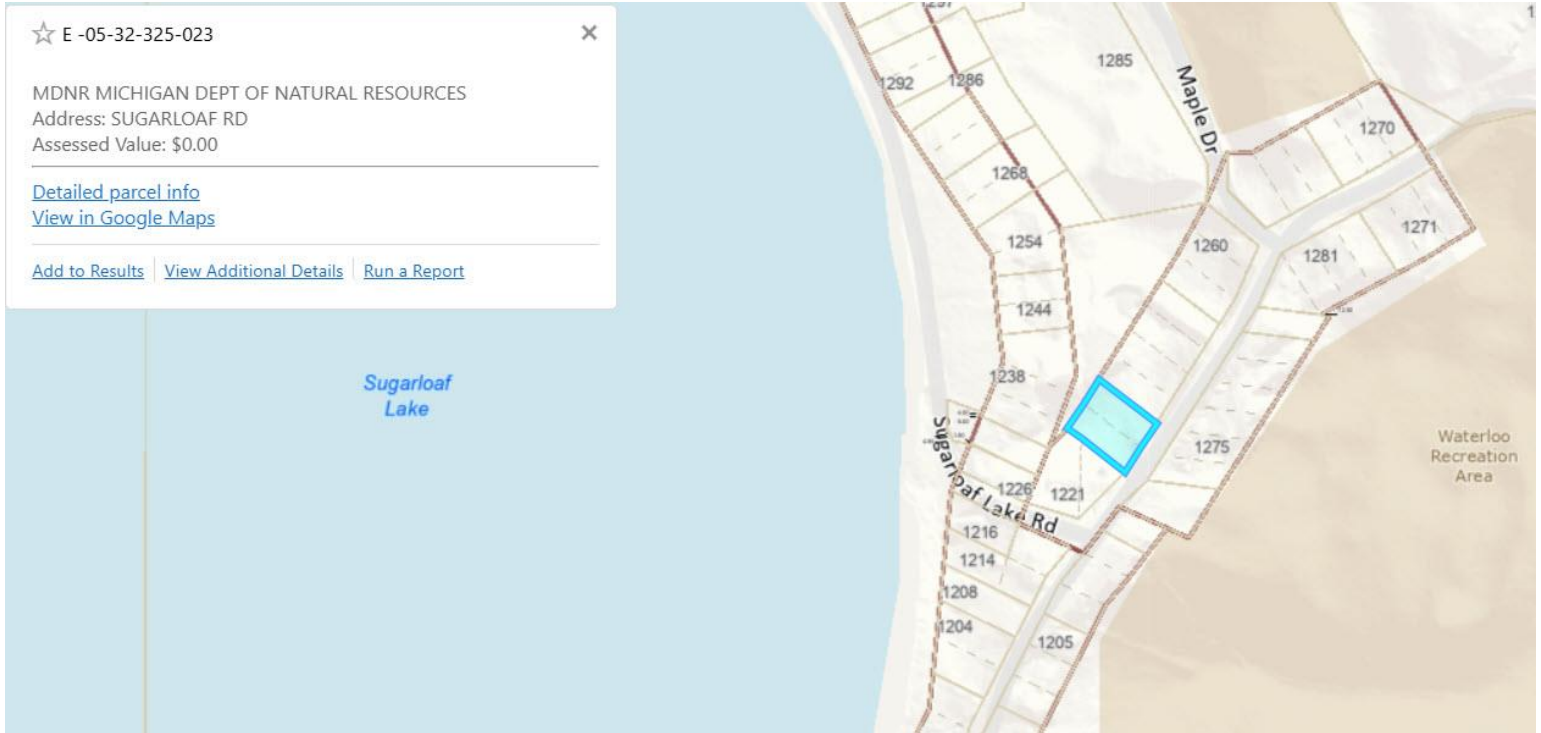 E -05-32-325-023
MDNR MICHIGAN DEPT OF NATURAL RESOURCES
Address: SUGARLOAF RD
Assessed Value: $0.00
Detailed parcel info
View in Google Maps
Add to Results View Additional Details Run a Report
Sugarloaf
Lake
1292
1286
1285
Maple Dr
1270
1268
1271
1254
1260
1281
1244
1238
1275
Waterloo
Recreation
Area
Sugarloaf Lake Rd
1226
1221
1216
1214
1208
1204
1205